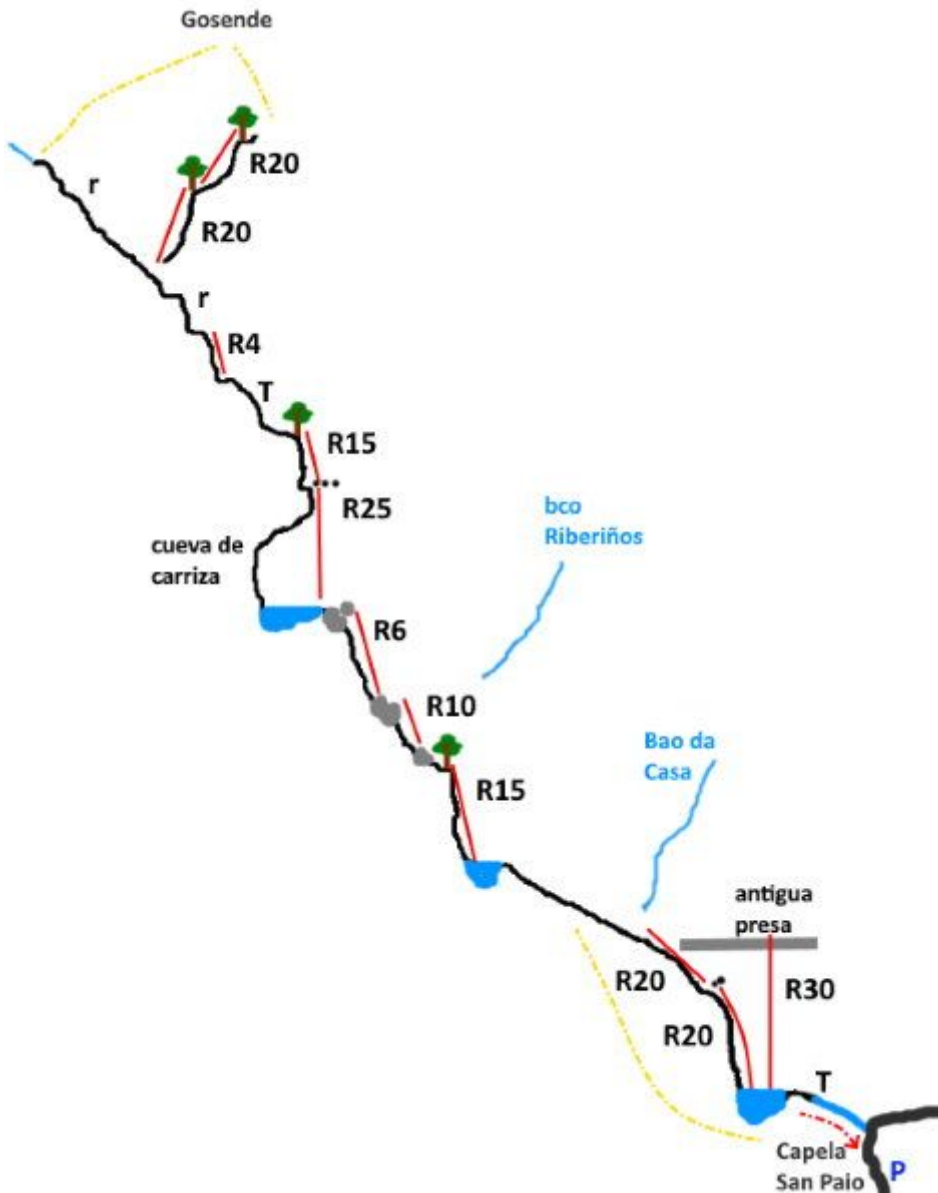 Gosende
r
R20
R20
r
R4
T
R15
R25
cueva de
carriza
bco
Riberiños
R6
R10
Bao da
Casa
R15
antigua
presa
R20
R30
R20
T
Capela
San Paio
P